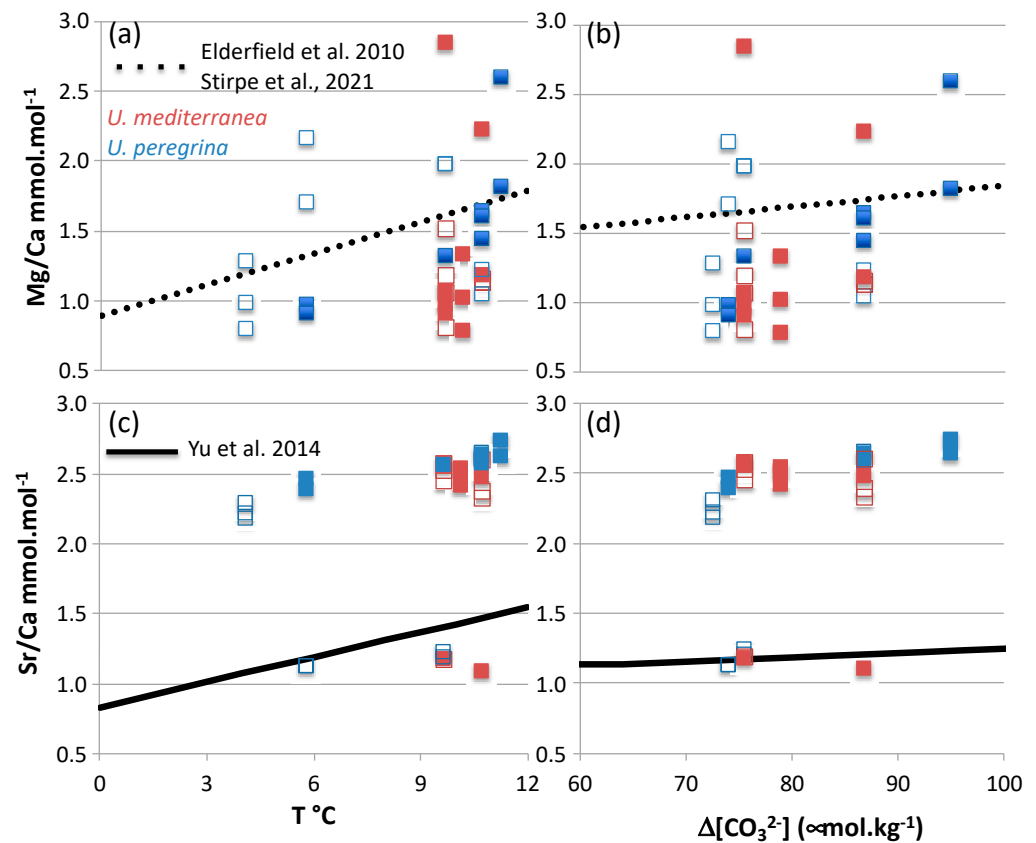 (a)
Elderfield et al. 2010
Stirpe et al., 2021
U. mediterranea
U. peregrina
Mg/Ca mmol.mol-1
3.0
2.5
2.0
1.5
1.0
0.5
(b)
3.0
2.5
2.0
1.5
1.0
0.5
(c)
Yu et al. 2014
Sr/Ca mmol.mol-1
3.0
2.5
2.0
1.5
1.0
0.5
0 3 6 9 12
T °C
(d)
3.0
2.5
2.0
1.5
1.0
0.5
60 70 80 90 100
Δ[CO₃²⁻] (∝mol.kg-1)